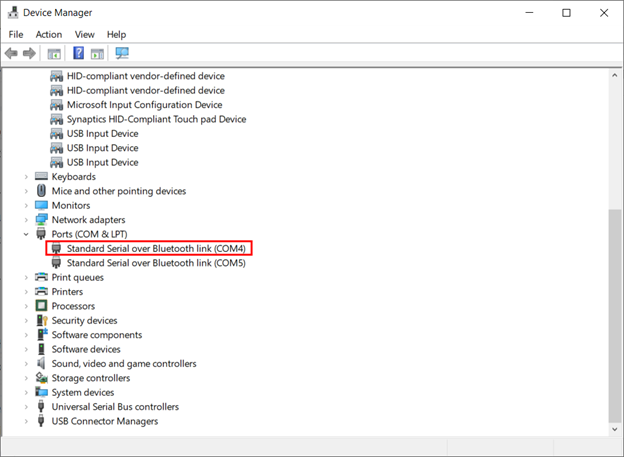 Device Manager
File Action View Help
HID-compliant vendor-defined device
HID-compliant vendor-defined device
Microsoft Input Configuration Device
Synaptics HID-Compliant Touch pad Device
USB Input Device
USB Input Device
USB Input Device
Keyboards
Mice and other pointing devices
Monitors
Network adapters
Ports (COM & LPT)
Standard Serial over Bluetooth link (COM4)
Standard Serial over Bluetooth link (COM5)
Print queues
Printers
Processors
Security devices
Software components
Software devices
Sound, video and game controllers
Storage controllers
System devices
Universal Serial Bus controllers
USB Connector Managers